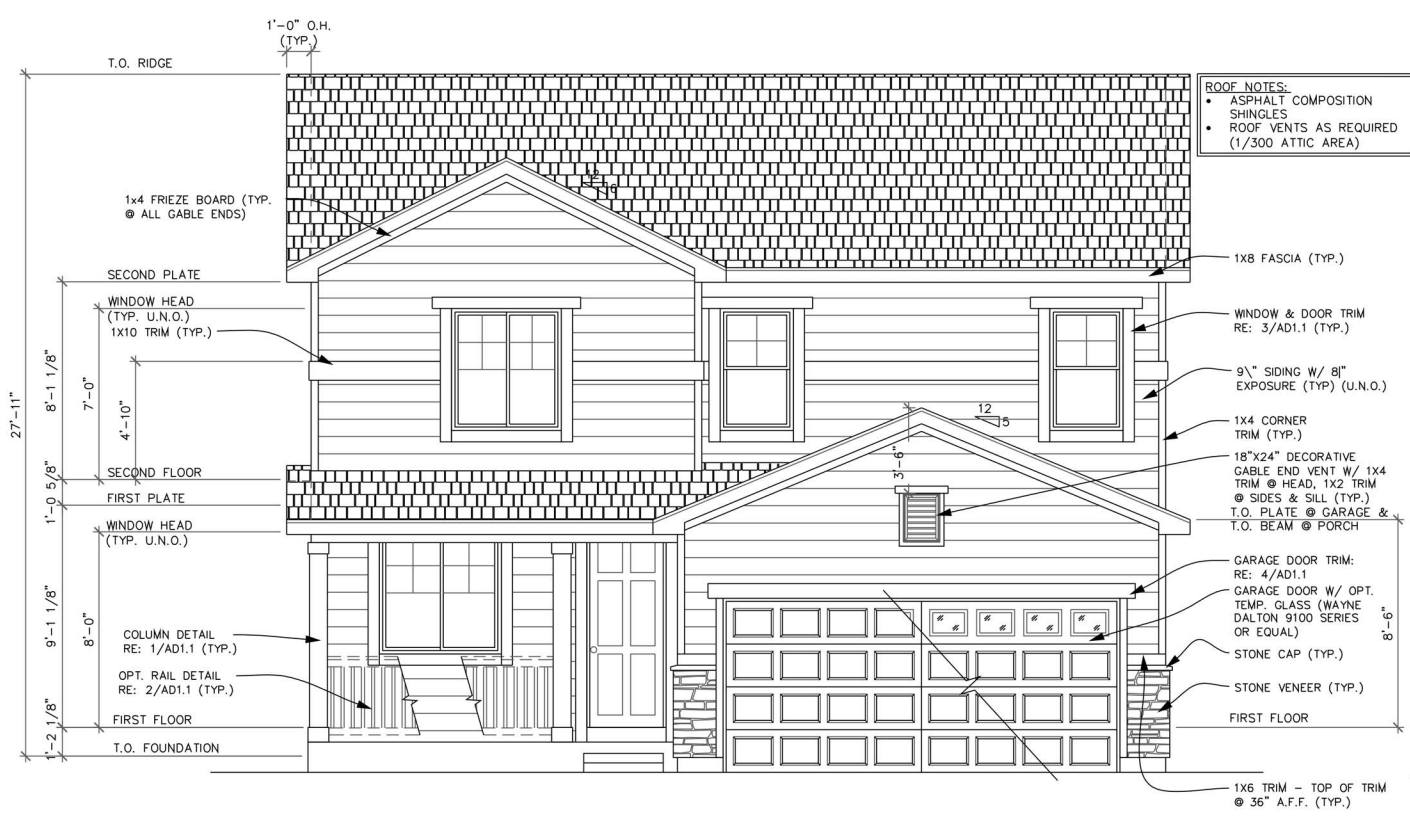 1'-0" O.H.
(TYP.)
T.O. RIDGE
ROOF NOTES:
• ASPHALT COMPOSITION
SHINGLES
• ROOF VENTS AS REQUIRED
(1/300 ATTIC AREA)
12
6
1x4 FRIEZE BOARD (TYP.
@ ALL GABLE ENDS)
SECOND PLATE
WINDOW HEAD
(TYP. U.N.O.)
1X10 TRIM (TYP.)
27'-11"
8'-1 1/8"
7'-0"
4'-10"
SECOND FLOOR
1'-0 5/8"
FIRST PLATE
WINDOW HEAD
(TYP. U.N.O.)
9'-1 1/8"
8'-0"
COLUMN DETAIL
RE: 1/AD1.1 (TYP.)
OPT. RAIL DETAIL
RE: 2/AD1.1 (TYP.)
FIRST FLOOR
1'-2 1/8"
T.O. FOUNDATION
12
5
3'-6"
1X8 FASCIA (TYP.)
WINDOW & DOOR TRIM
RE: 3/AD1.1 (TYP.)
9\" SIDING W/ 8|"
EXPOSURE (TYP) (U.N.O.)
1X4 CORNER
TRIM (TYP.)
18"X24" DECORATIVE
GABLE END VENT W/ 1X4
TRIM @ HEAD, 1X2 TRIM
@ SIDES & SILL (TYP.)
T.O. PLATE @ GARAGE &
T.O. BEAM @ PORCH
GARAGE DOOR TRIM:
RE: 4/AD1.1
GARAGE DOOR W/ OPT.
TEMP. GLASS (WAYNE
DALTON 9100 SERIES
OR EQUAL)
8'-6"
STONE CAP (TYP.)
STONE VENEER (TYP.)
FIRST FLOOR
1X6 TRIM – TOP OF TRIM
@ 36" A.F.F. (TYP.)